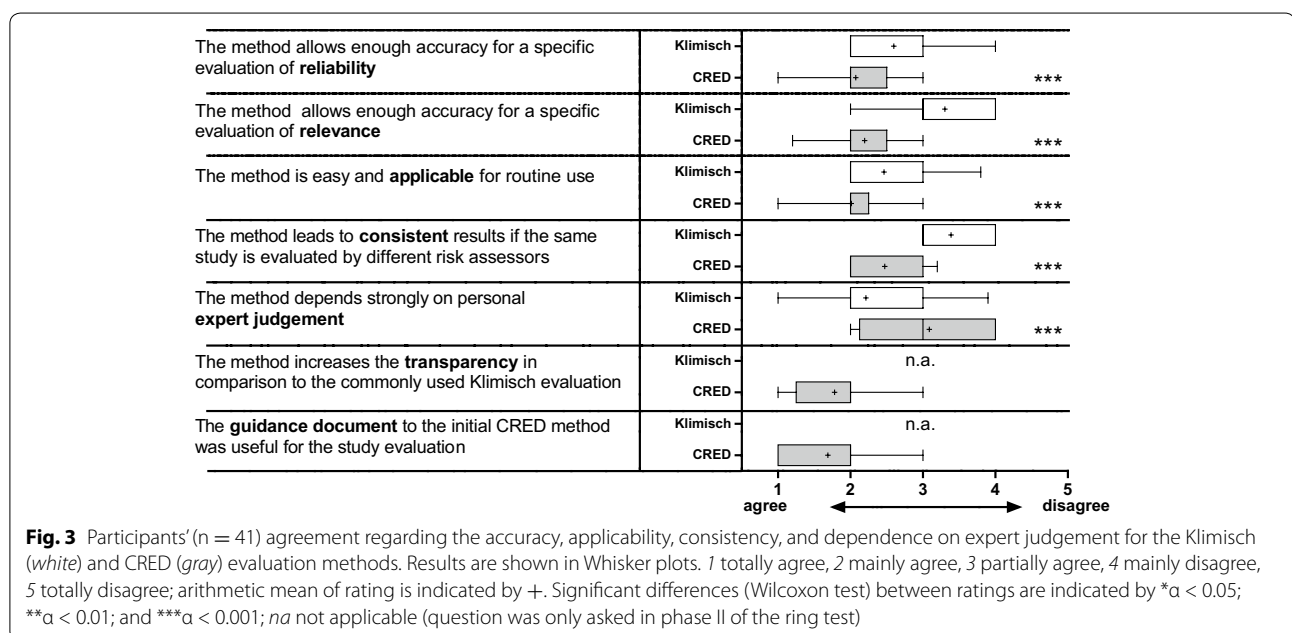 The method allows enough accuracy for a specific
evaluation of reliability
Klimisch
CRED
***
The method allows enough accuracy for a specific
evaluation of relevance
Klimisch
CRED
***
The method is easy and applicable for routine use
Klimisch
CRED
***
The method leads to consistent results if the same
study is evaluated by different risk assessors
Klimisch
CRED
***
The method depends strongly on personal
expert judgement
Klimisch
CRED
***
The method increases the transparency in
comparison to the commonly used Klimisch evaluation
Klimisch
n.a.
CRED
The guidance document to the initial CRED method
was useful for the study evaluation
Klimisch
n.a.
CRED
1 2 3 4 5
agree disagree
Fig. 3 Participants’ (n = 41) agreement regarding the accuracy, applicability, consistency, and dependence on expert judgement for the Klimisch
(white) and CRED (gray) evaluation methods. Results are shown in Whisker plots. 1 totally agree, 2 mainly agree, 3 partially agree, 4 mainly disagree,
5 totally disagree; arithmetic mean of rating is indicated by +. Significant differences (Wilcoxon test) between ratings are indicated by *α < 0.05;
**α < 0.01; and ***α < 0.001; na not applicable (question was only asked in phase II of the ring test)